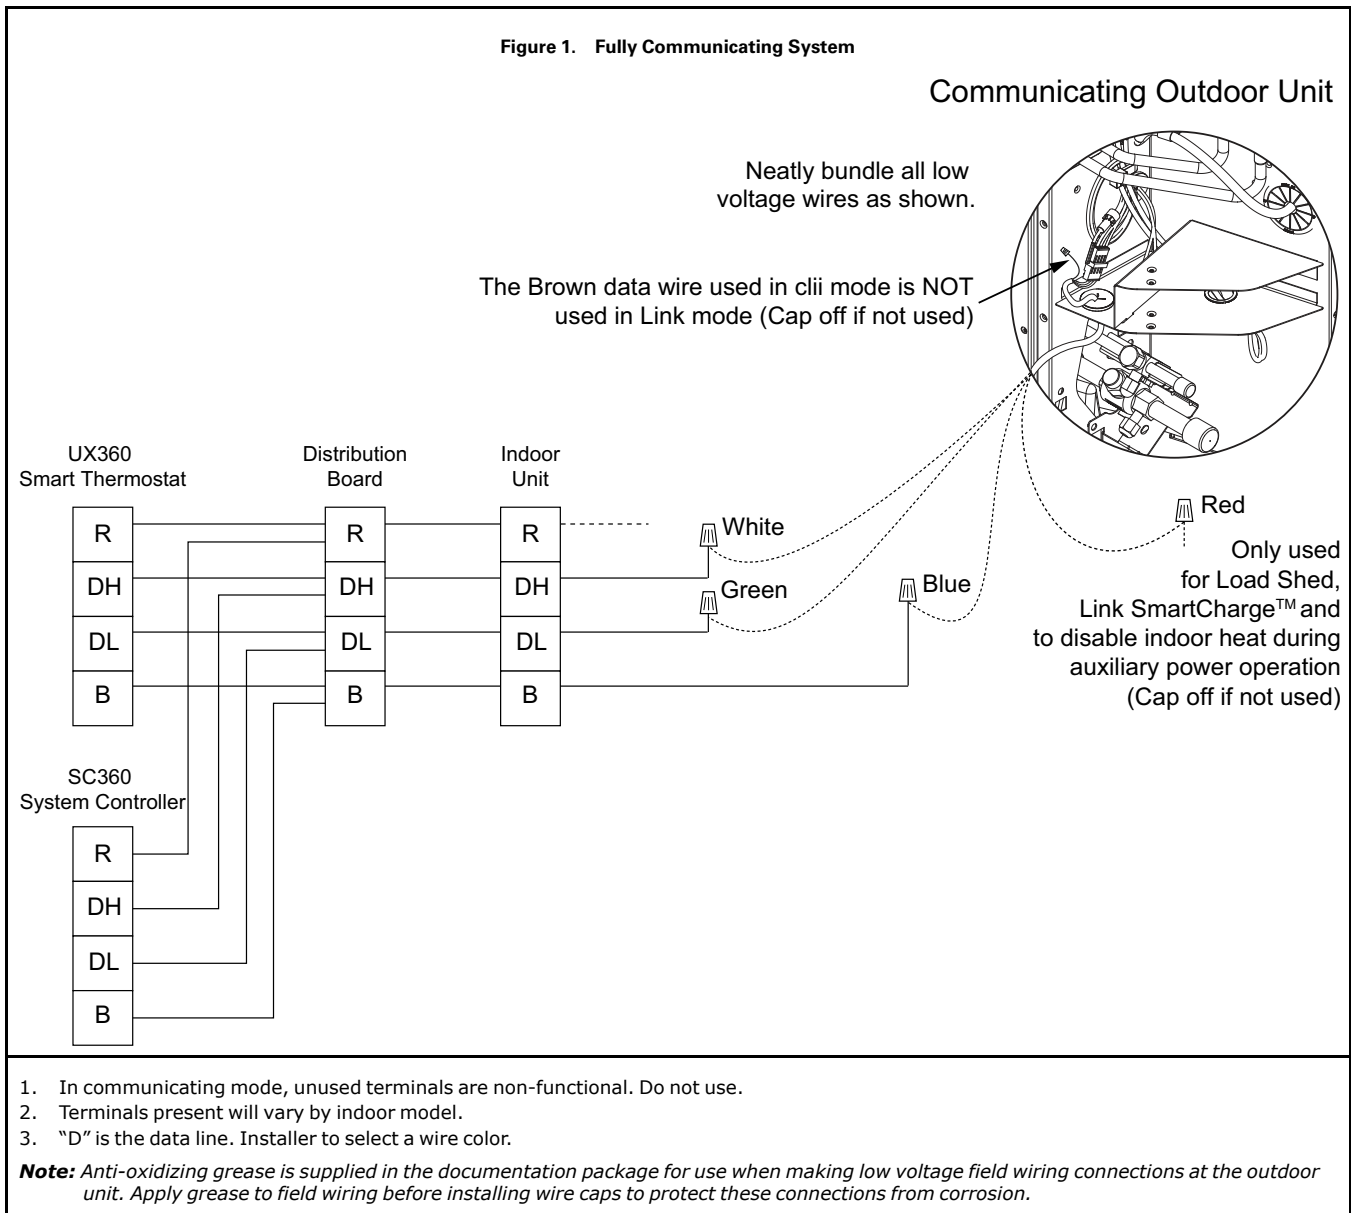 Figure 1. Fully Communicating System
Communicating Outdoor Unit
Neatly bundle all low
voltage wires as shown.
The Brown data wire used in clii mode is NOT
used in Link mode (Cap off if not used)
UX360
Smart Thermostat
Distribution
Board
Indoor
Unit
R
DH
DL
B
R
DH
DL
B
R
DH
DL
B
White
Green
Blue
Red
Only used
for Load Shed,
Link SmartCharge™ and
to disable indoor heat during
auxiliary power operation
(Cap off if not used)
SC360
System Controller
R
DH
DL
B
1. In communicating mode, unused terminals are non-functional. Do not use.
2. Terminals present will vary by indoor model.
3. “D” is the data line. Installer to select a wire color.
Note: Anti-oxidizing grease is supplied in the documentation package for use when making low voltage field wiring connections at the outdoor
unit. Apply grease to field wiring before installing wire caps to protect these connections from corrosion.